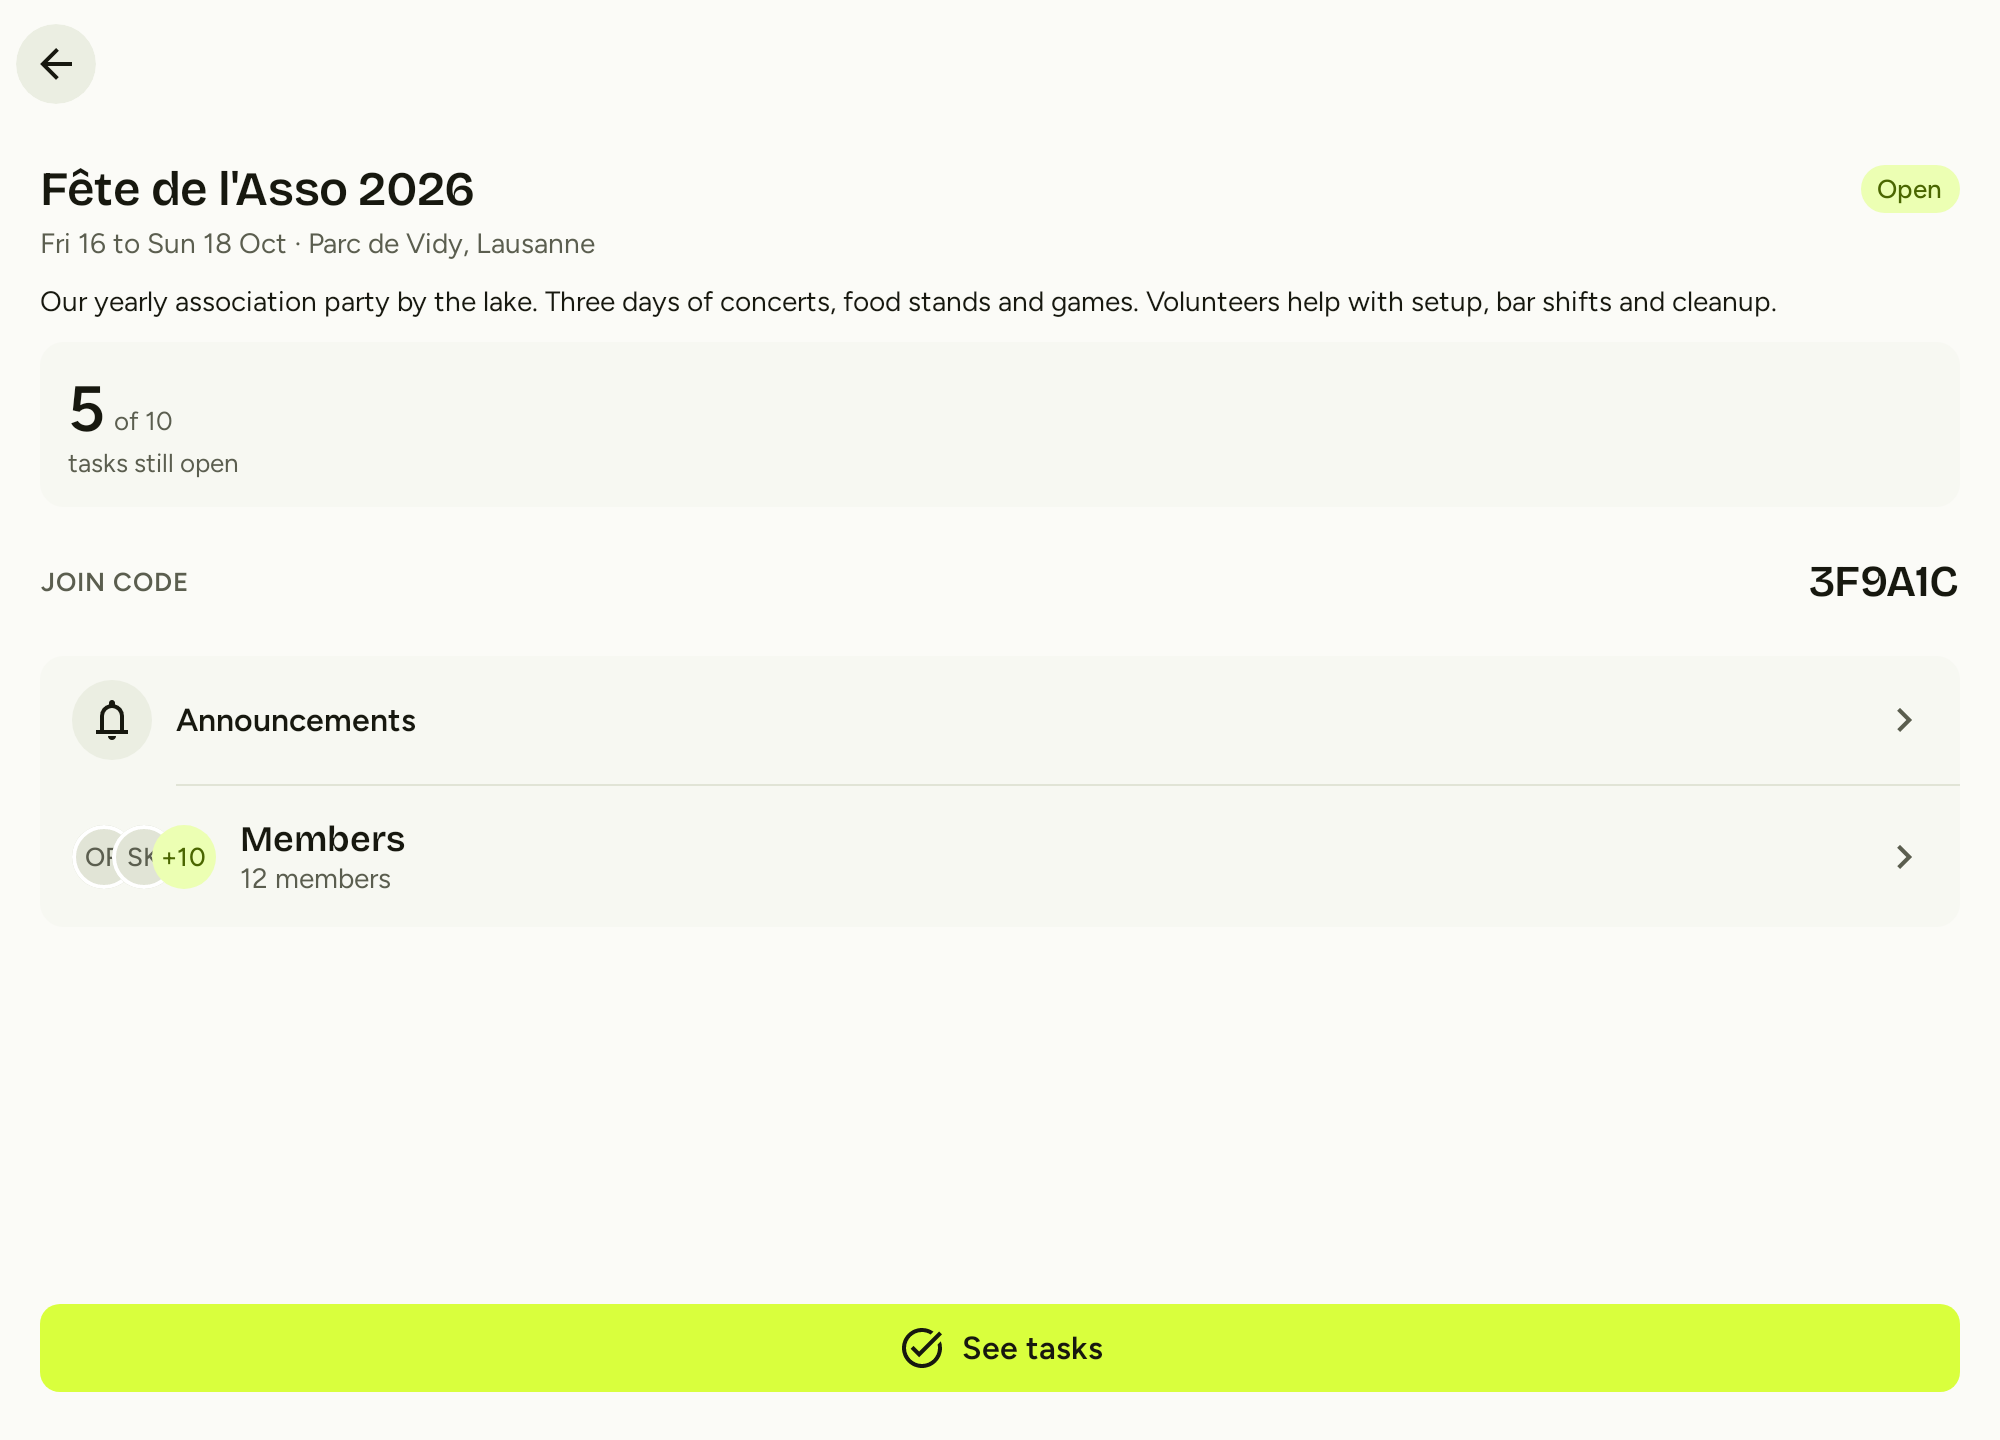 Fête de l'Asso 2026
Open
Fri 16 to Sun 18 Oct · Parc de Vidy, Lausanne
Our yearly association party by the lake. Three days of concerts, food stands and games. Volunteers help with setup, bar shifts and cleanup.
5 of 10
tasks still open
JOIN CODE
3F9A1C
Announcements
+10
Members
12 members
See tasks